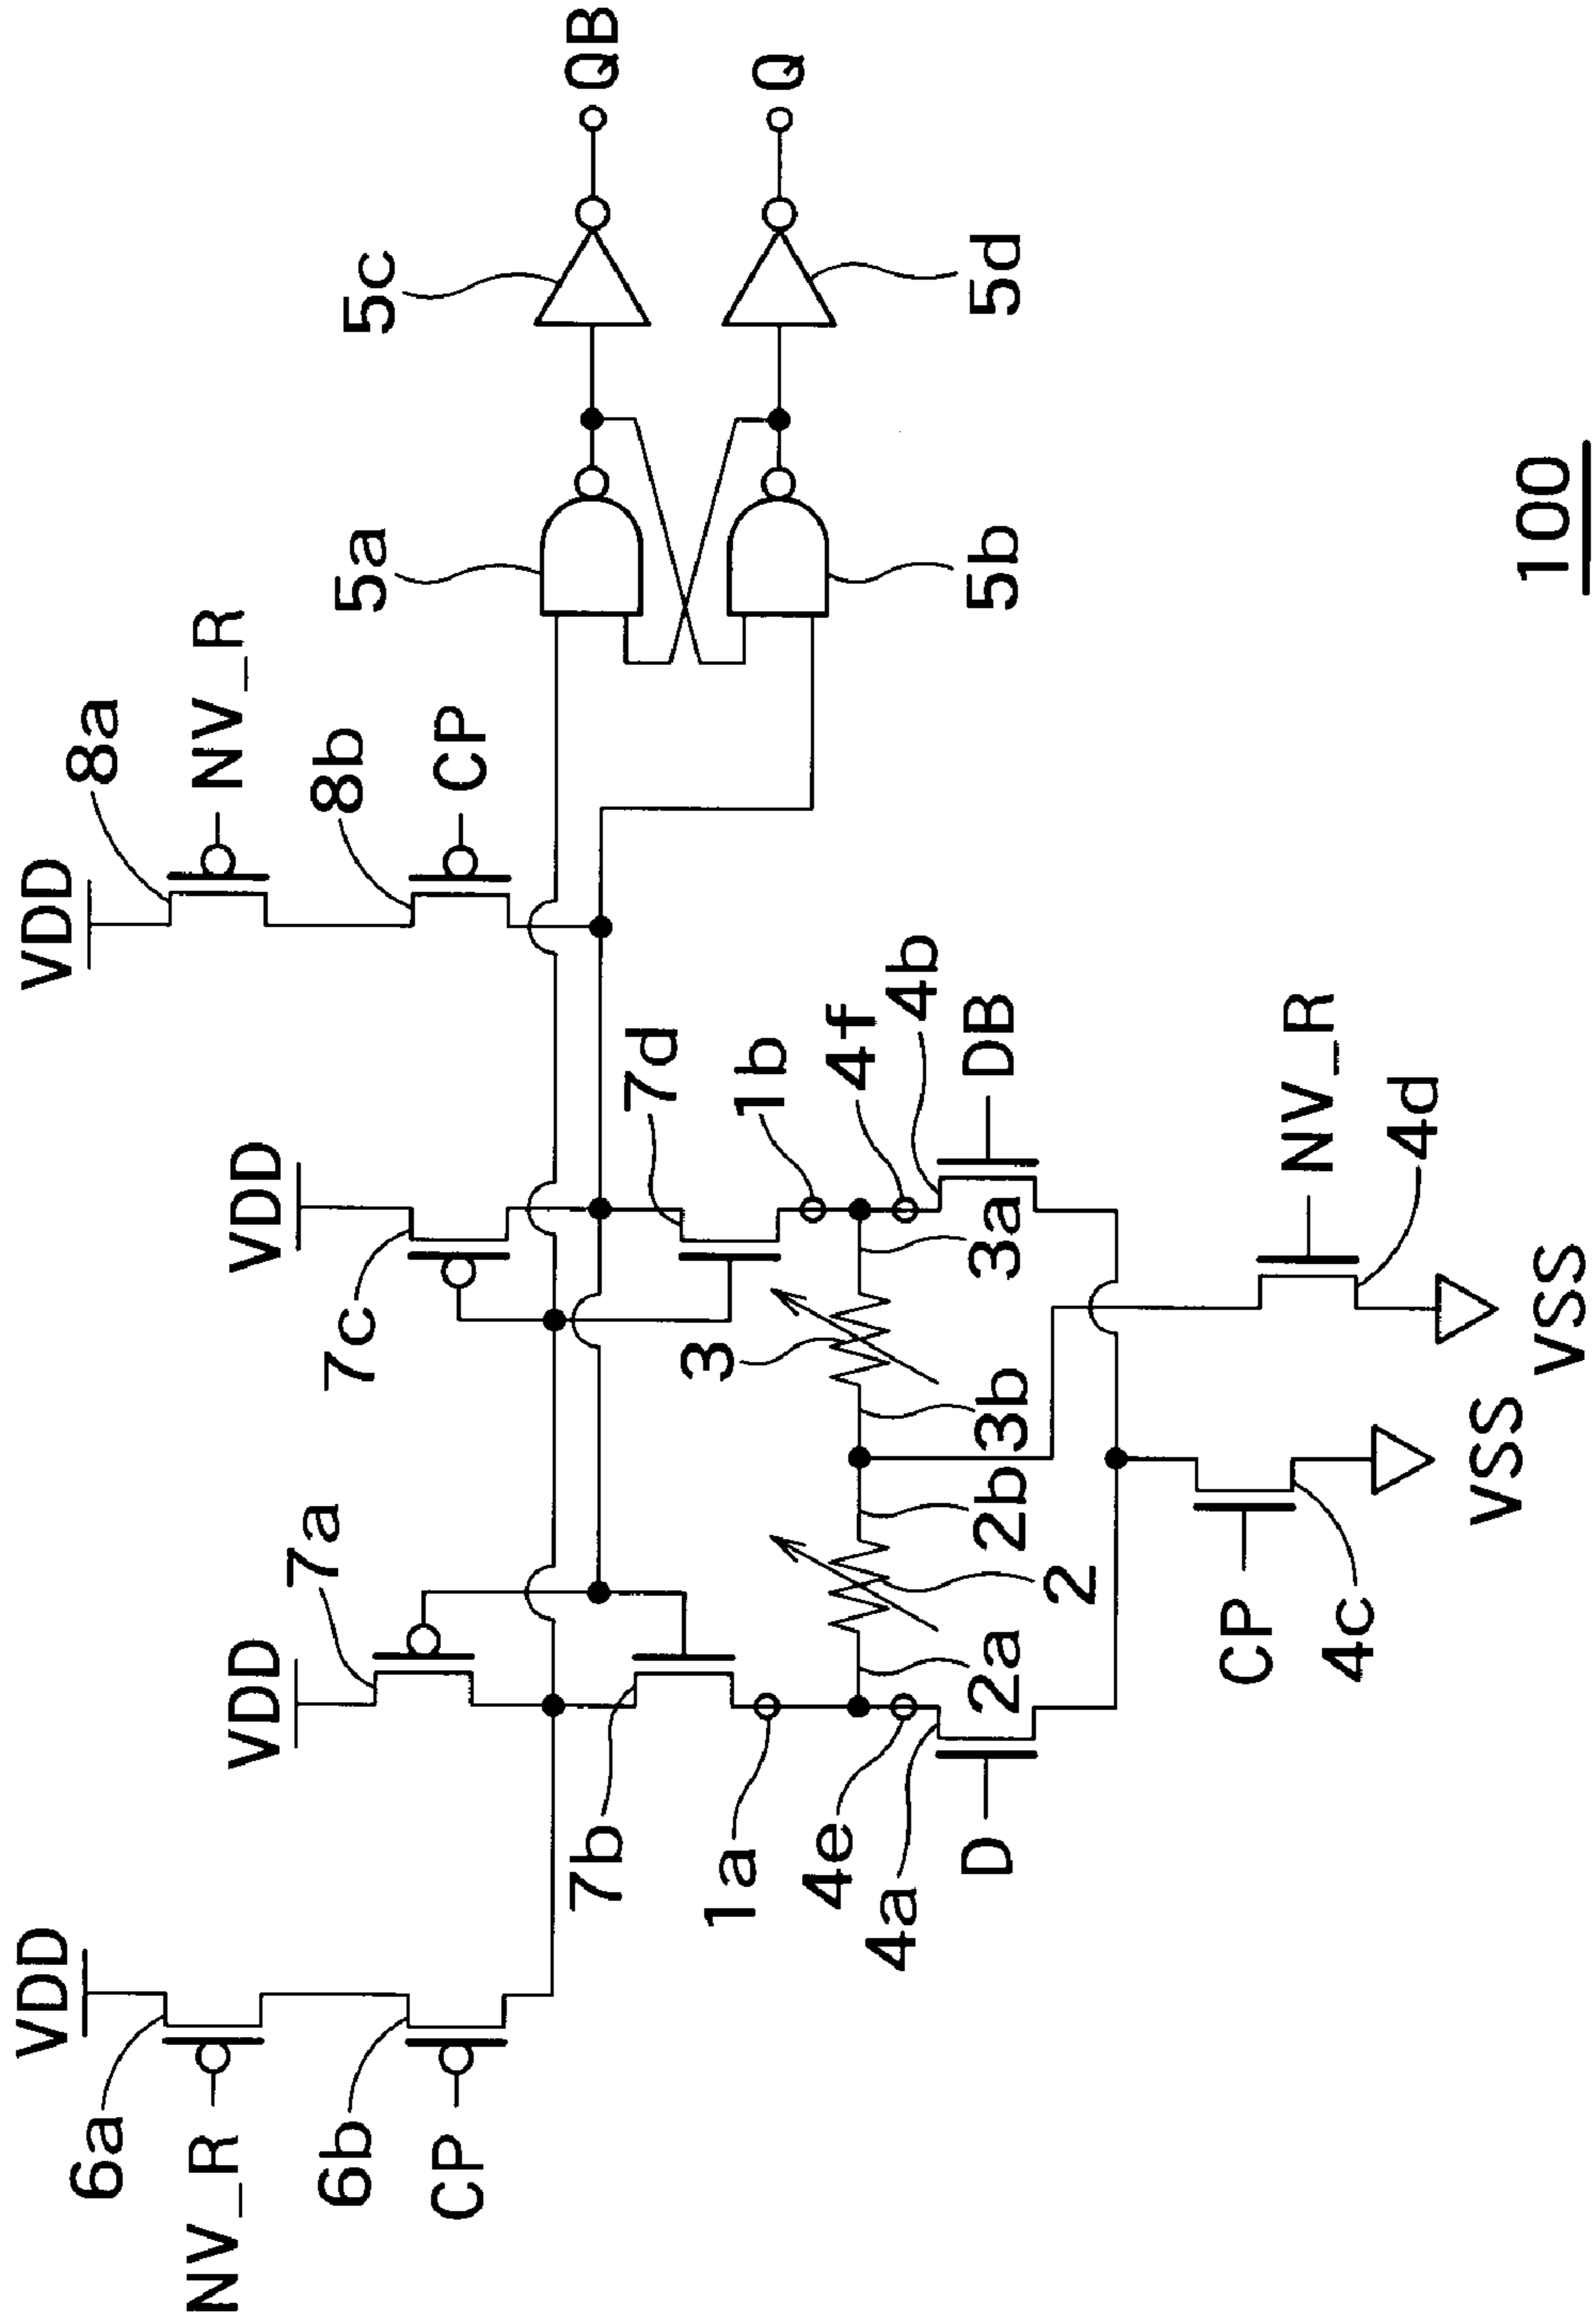 VDD
6a
NV_R
6b
CP
VDD
7a
7b
1a
4e
4a
D
VDD
7c
7d
1b
4f
4b
DB
VDD
8a
NV_R
8b
CP
2a
2
2b
3b
3
3a
CP
4c
VSS
NV_R
4d
VSS
5a
5b
5c
5d
QB
Q
100